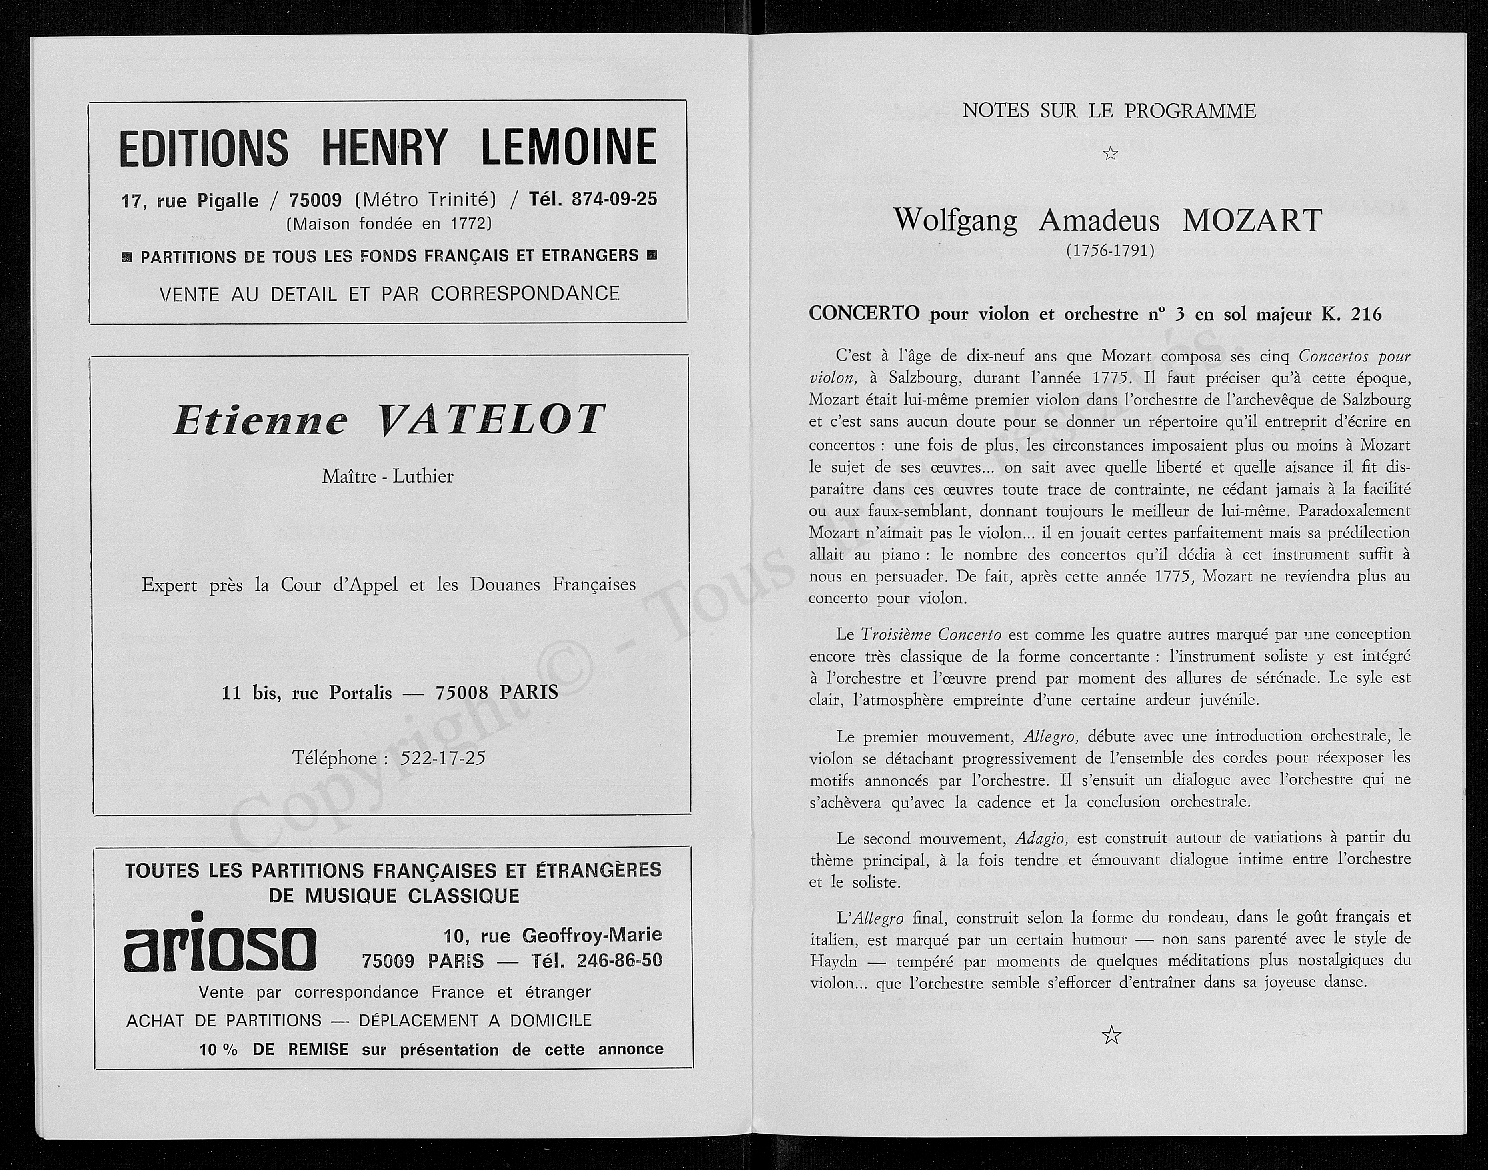 EDITIONS HENRY LEMOINE
17, rue Pigalle / 75009 (Métro Trinité) / Tél. 874-09-25
(Maison fondée en 1772)
■ PARTITIONS DE TOUS LES FONDS FRANÇAIS ET ETRANGERS ■
VENTE AU DETAIL ET PAR CORRESPONDANCE
Etienne VATELOT
Maître - Luthier
Expert près la Cour d'Appel et les Douanes Françaises
11 bis, rue Portalis — 75008 PARIS
Téléphone : 522-17-25
TOUTES LES PARTITIONS FRANÇAISES ET ÉTRANGÈRES
DE MUSIQUE CLASSIQUE
arioso
10, rue Geoffroy-Marie
75009 PARIS — Tél. 246-86-50
Vente par correspondance France et étranger
ACHAT DE PARTITIONS — DÉPLACEMENT A DOMICILE
10 % DE REMISE sur présentation de cette annonce
NOTES SUR LE PROGRAMME
☆
Wolfgang Amadeus MOZART
(1756-1791)
CONCERTO pour violon et orchestre nº 3 en sol majeur K. 216
C'est à l'âge de dix-neuf ans que Mozart composa ses cinq Concertos pour
violon, à Salzbourg, durant l'année 1775. Il faut préciser qu'à cette époque,
Mozart était lui-même premier violon dans l'orchestre de l'archevêque de Salzbourg
et c'est sans aucun doute pour se donner un répertoire qu'il entreprit d'écrire en
concertos : une fois de plus, les circonstances imposaient plus ou moins à Mozart
le sujet de ses œuvres... on sait avec quelle liberté et quelle aisance il fit dis-
paraître dans ces œuvres toute trace de contrainte, ne cédant jamais à la facilité
ou aux faux-semblant, donnant toujours le meilleur de lui-même. Paradoxalement
Mozart n'aimait pas le violon... il en jouait certes parfaitement mais sa prédilection
allait au piano : le nombre des concertos qu'il dédia à cet instrument suffit à
nous en persuader. De fait, après cette année 1775, Mozart ne reviendra plus au
concerto pour violon.
Le Troisième Concerto est comme les quatre autres marqué par une conception
encore très classique de la forme concertante : l'instrument soliste y est intégré
à l'orchestre et l'œuvre prend par moment des allures de sérénade. Le syle est
clair, l'atmosphère empreinte d'une certaine ardeur juvénile.
Le premier mouvement, Allegro, débute avec une introduction orchestrale, le
violon se détachant progressivement de l'ensemble des cordes pour réexposer les
motifs annoncés par l'orchestre. Il s'ensuit un dialogue avec l'orchestre qui ne
s'achèvera qu'avec la cadence et la conclusion orchestrale.
Le second mouvement, Adagio, est construit autour de variations à partir du
thème principal, à la fois tendre et émouvant dialogue intime entre l'orchestre
et le soliste.
L'Allegro final, construit selon la forme du rondeau, dans le goût français et
italien, est marqué par un certain humour — non sans parenté avec le style de
Haydn — tempéré par moments de quelques méditations plus nostalgiques du
violon... que l'orchestre semble s'efforcer d'entraîner dans sa joyeuse danse.
☆
Copyright © - Tous droits réservés.